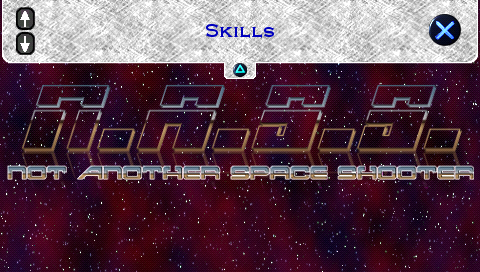 Skills
n.a.s.s.
NOT ANOTHER SPACE SHOOTER